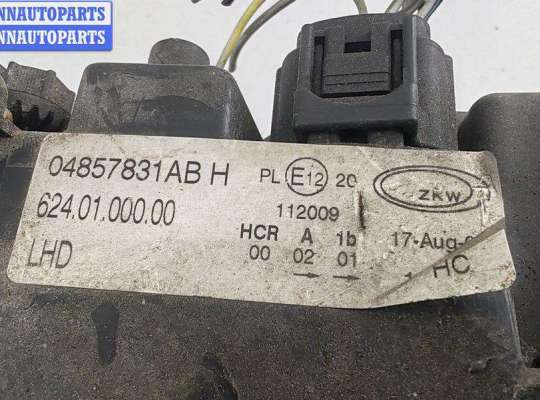 NNAUTOPARTS
NNAUTOPARTS
04857831AB H
PL E12 20
ZKW
624.01.000.00
112009
HCR A 1b
17-Aug-
LHD
00 02 01
HC